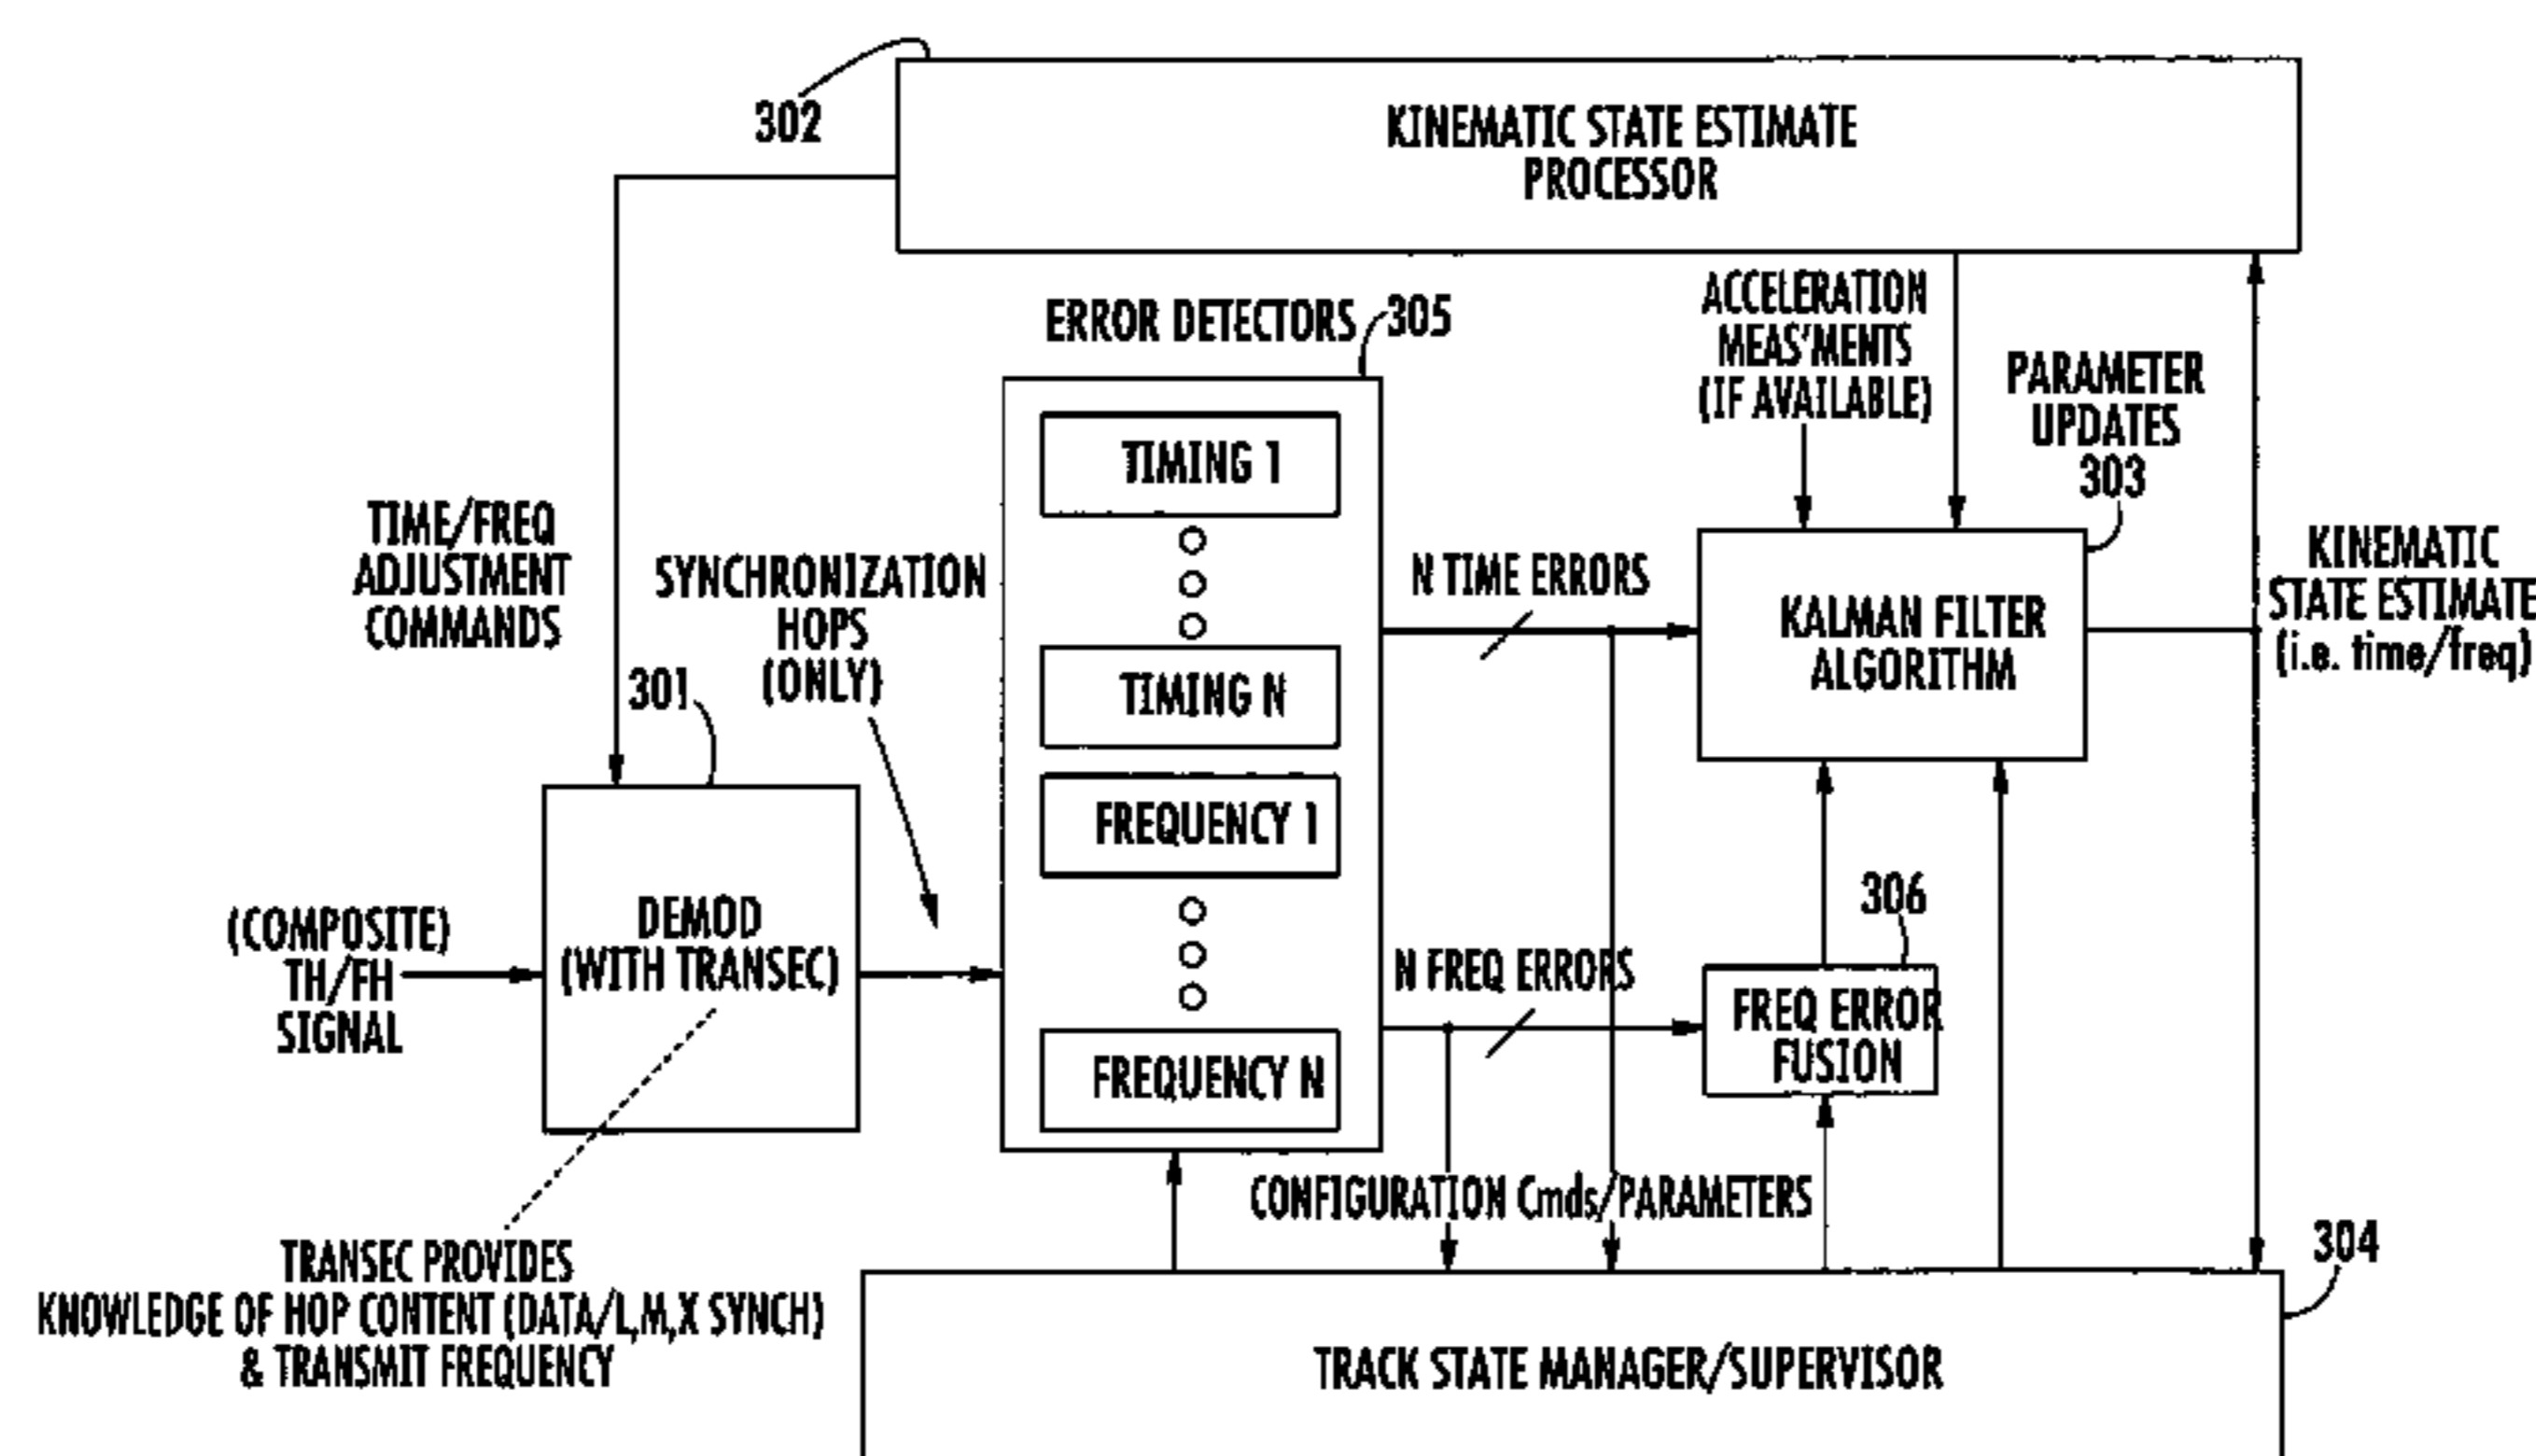 302
KINEMATIC STATE ESTIMATE
PROCESSOR
ERROR DETECTORS
305
ACCELERATION
MEAS'MENTS
(IF AVAILABLE)
PARAMETER
UPDATES
303
TIME/FREQ
ADJUSTMENT
COMMANDS
SYNCHRONIZATION
HOPS
(ONLY)
301
TIMING 1
TIMING N
FREQUENCY 1
FREQUENCY N
N TIME ERRORS
KALMAN FILTER
ALGORITHM
KINEMATIC
STATE ESTIMATE
(i.e. time/freq)
(COMPOSITE)
TH/FH
SIGNAL
DEMOD
(WITH TRANSEC)
N FREQ ERRORS
306
FREQ ERROR
FUSION
CONFIGURATION Cmds/PARAMETERS
TRANSEC PROVIDES
KNOWLEDGE OF HOP CONTENT (DATA/L,M,X SYNCH)
& TRANSMIT FREQUENCY
304
TRACK STATE MANAGER/SUPERVISOR